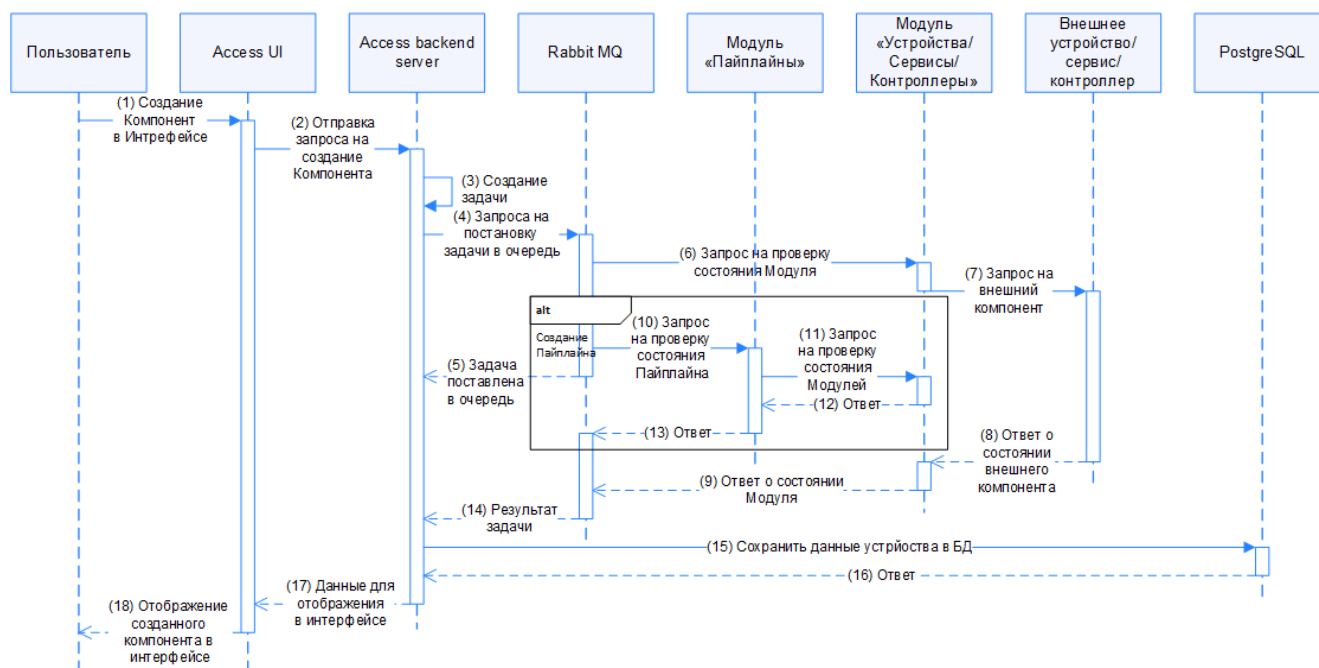 Пользователь
Access UI
Access backend
server
Rabbit MQ
Модуль
«Пайплайны»
Модуль
«Устройства/
Сервисы/
Контроллеры»
Внешнее
устройство/
сервис/
контроллер
PostgreSQL
(1) Создание
Компонент
в Интрефейсе
(2) Отправка
запроса на
создание
Компонента
(3) Создание
задачи
(4) Запроса на
постановку
задачи в очередь
(6) Запрос на проверку
состояния Модуля
(7) Запрос на
внешний
компонент
alt
Создание
Пайплайна
(10) Запрос
на проверку
состояния
Пайплайна
(11) Запрос
на проверку
состояния
Модулей
(5) Задача
поставлена
в очередь
(12) Ответ
(13) Ответ
(8) Ответ о
состоянии
внешнего
компонента
(9) Ответ о состоянии
Модуля
(14) Результат
задачи
(15) Сохранить данные устрйоства в БД
(16) Ответ
(17) Данные для
отображения
в интерфейсе
(18) Отображение
созданного
компонента в
интерфейсе